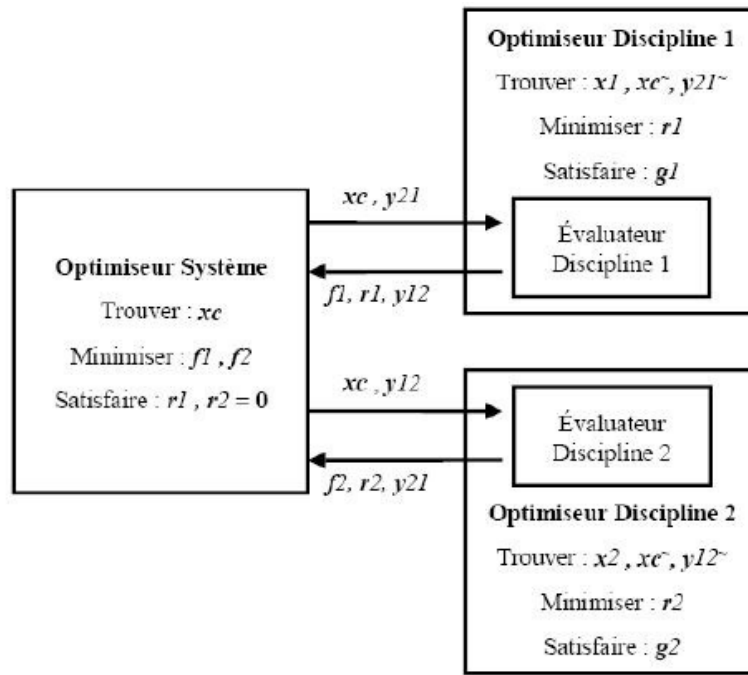 Optimiseur Discipline 1
Trouver : x1 , xc~, y21~
Minimiser : r1
Satisfaire : g1
Évaluateur
Discipline 1
xc , y21
f1, r1, y12
Optimiseur Système
Trouver : xc
Minimiser : f1 , f2
Satisfaire : r1 , r2 = 0
xc , y12
f2, r2, y21
Évaluateur
Discipline 2
Optimiseur Discipline 2
Trouver : x2 , xc~, y12~
Minimiser : r2
Satisfaire : g2